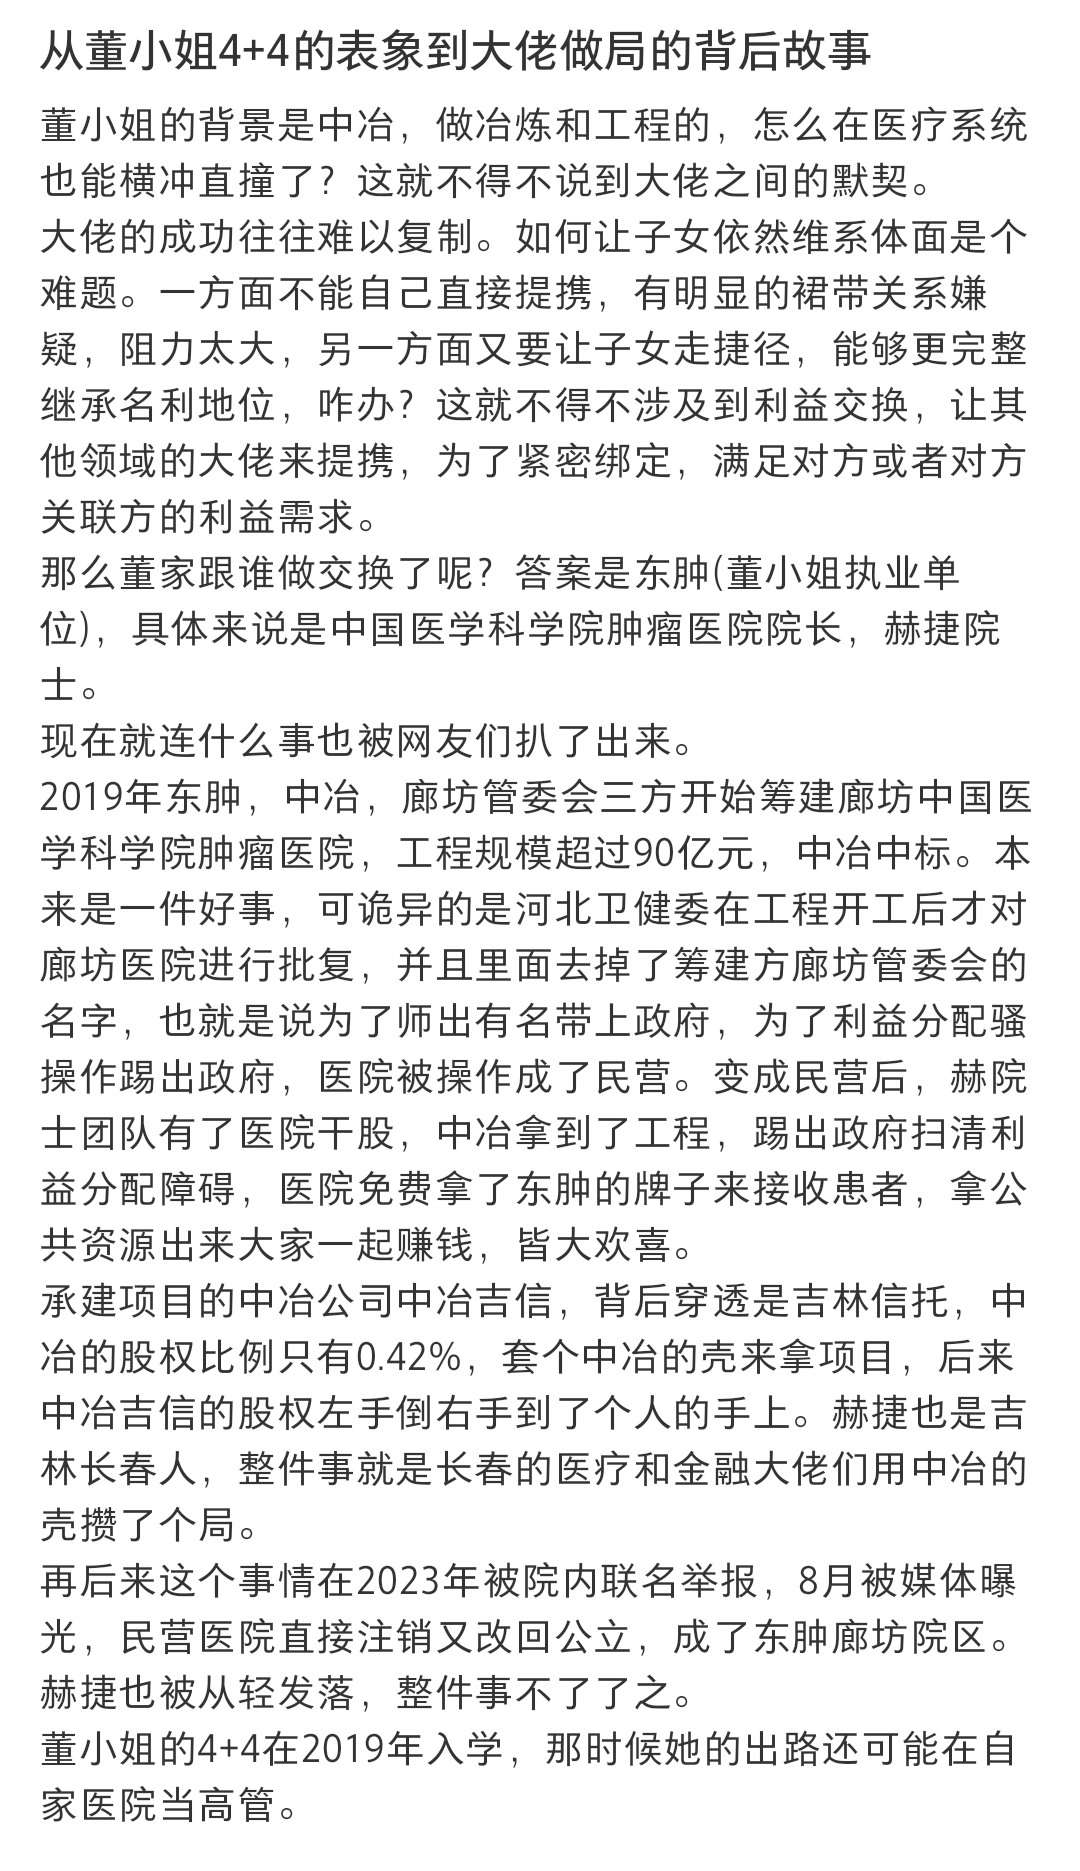 从董小姐4+4的表象到大佬做局的背后故事
董小姐的背景是中冶，做冶炼和工程的，怎么在医疗系统
也能横冲直撞了？这就不得不说到大佬之间的默契。
大佬的成功往往难以复制。如何让子女依然维系体面是个
难题。一方面不能自己直接提携，有明显的裙带关系嫌
疑，阻力太大，另一方面又要让子女走捷径，能够更完整
继承名利地位，咋办？这就不得不涉及到利益交换，让其
他领域的大佬来提携，为了紧密绑定，满足对方或者对方
关联方的利益需求。
那么董家跟谁做交换了呢？答案是东肿(董小姐执业单
位)，具体来说是中国医学科学院肿瘤医院院长，赫捷院
士。
现在就连什么事也被网友们扒了出来。
2019年东肿，中冶，廊坊管委会三方开始筹建廊坊中国医
学科学院肿瘤医院，工程规模超过90亿元，中冶中标。本
来是一件好事，可诡异的是河北卫健委在工程开工后才对
廊坊医院进行批复，并且里面去掉了筹建方廊坊管委会的
名字，也就是说为了师出有名带上政府，为了利益分配骚
操作踢出政府，医院被操作成了民营。变成民营后，赫院
士团队有了医院干股，中冶拿到了工程，踢出政府扫清利
益分配障碍，医院免费拿了东肿的牌子来接收患者，拿公
共资源出来大家一起赚钱，皆大欢喜。
承建项目的中冶公司中冶吉信，背后穿透是吉林信托，中
冶的股权比例只有0.42%，套个中冶的壳来拿项目，后来
中冶吉信的股权左手倒右手到了个人的手上。赫捷也是吉
林长春人，整件事就是长春的医疗和金融大佬们用中冶的
壳攒了个局。
再后来这个事情在2023年被院内联名举报，8月被媒体曝
光，民营医院直接注销又改回公立，成了东肿廊坊院区。
赫捷也被从轻发落，整件事不了了之。
董小姐的4+4在2019年入学，那时候她的出路还可能在自
家医院当高管。